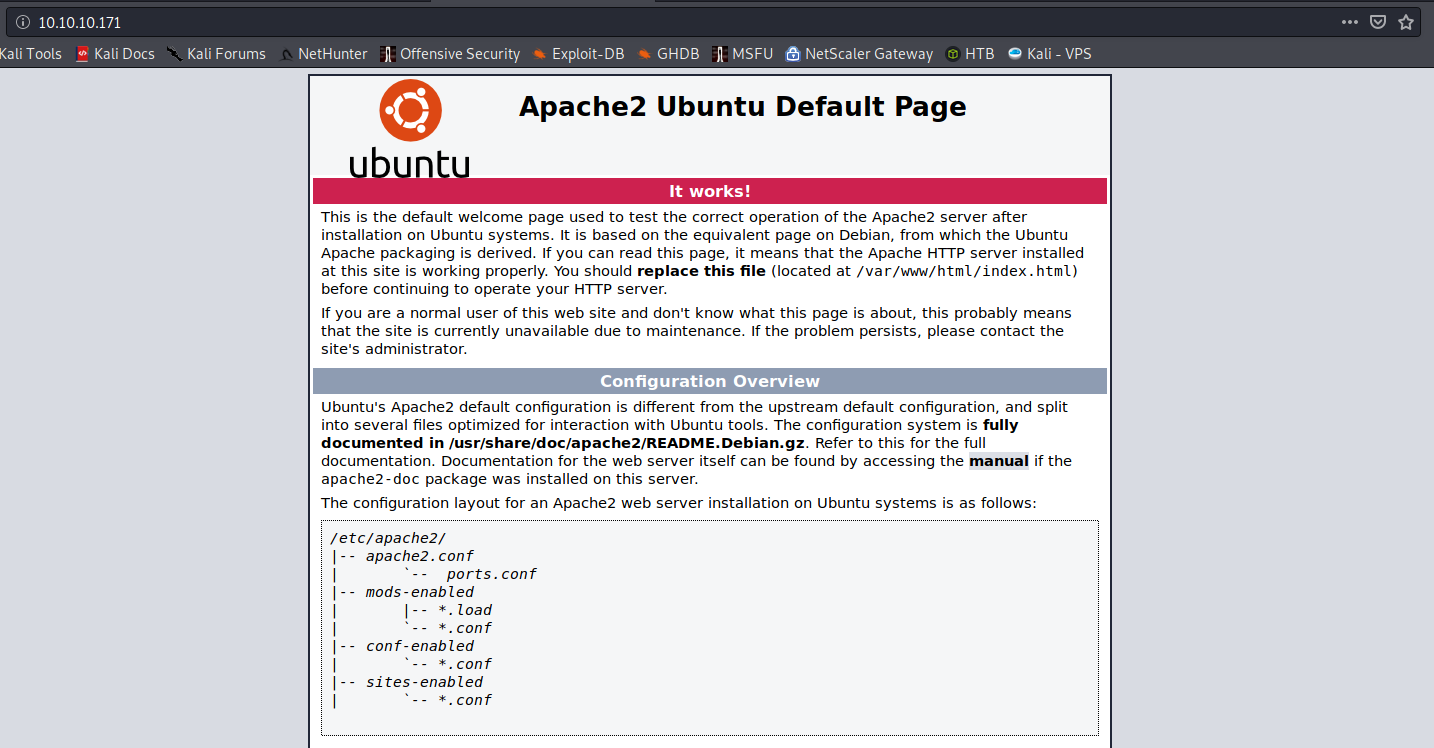 10.10.10.171
Kali Tools Kali Docs Kali Forums NetHunter Offensive Security Exploit-DB GHDB MSFU NetScaler Gateway HTB Kali - VPS
ubuntu
Apache2 Ubuntu Default Page
It works!
This is the default welcome page used to test the correct operation of the Apache2 server after
installation on Ubuntu systems. It is based on the equivalent page on Debian, from which the Ubuntu
Apache packaging is derived. If you can read this page, it means that the Apache HTTP server installed
at this site is working properly. You should replace this file (located at /var/www/html/index.html)
before continuing to operate your HTTP server.
If you are a normal user of this web site and don't know what this page is about, this probably means
that the site is currently unavailable due to maintenance. If the problem persists, please contact the
site's administrator.
Configuration Overview
Ubuntu's Apache2 default configuration is different from the upstream default configuration, and split
into several files optimized for interaction with Ubuntu tools. The configuration system is fully
documented in /usr/share/doc/apache2/README.Debian.gz. Refer to this for the full
documentation. Documentation for the web server itself can be found by accessing the manual if the
apache2-doc package was installed on this server.
The configuration layout for an Apache2 web server installation on Ubuntu systems is as follows:
/etc/apache2/
|-- apache2.conf
|       `--  ports.conf
|-- mods-enabled
|       |-- *.load
|       `-- *.conf
|-- conf-enabled
|       `-- *.conf
|-- sites-enabled
|       `-- *.conf